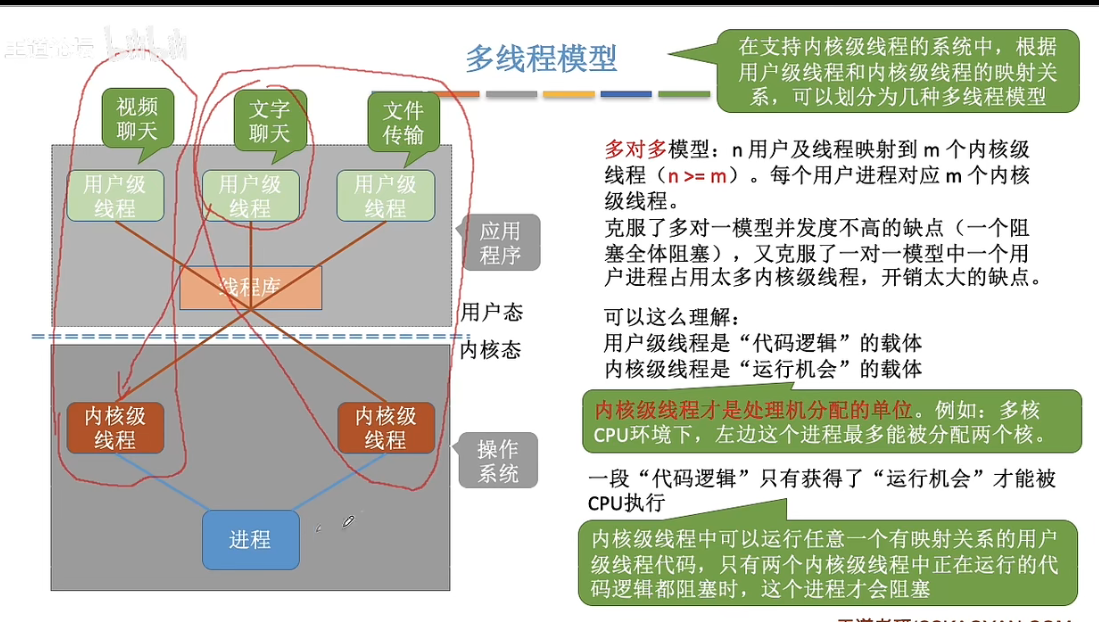 多线程模型
在支持内核级线程的系统中，根据
用户级线程和内核级线程的映射关
系，可以划分为几种多线程模型
视频
聊天
文字
聊天
文件
传输
用户级
线程
用户级
线程
用户级
线程
线程库
应用
程序
用户态
内核态
内核级
线程
内核级
线程
操作
系统
进程
多对多模型：n 用户及线程映射到 m 个内核级
线程（n >= m）。每个用户进程对应 m 个内核
级线程。
克服了多对一模型并发度不高的缺点（一个阻
塞全体阻塞），又克服了一对一模型中一个用
户进程占用太多内核级线程，开销太大的缺点。
可以这么理解：
用户级线程是“代码逻辑”的载体
内核级线程是“运行机会”的载体
内核级线程才是处理机分配的单位。例如：多核
CPU环境下，左边这个进程最多能被分配两个核。
一段“代码逻辑”只有获得了“运行机会”才能被
CPU执行
内核级线程中可以运行任意一个有映射关系的用户
级线程代码，只有两个内核级线程中正在运行的代
码逻辑都阻塞时，这个进程才会阻塞